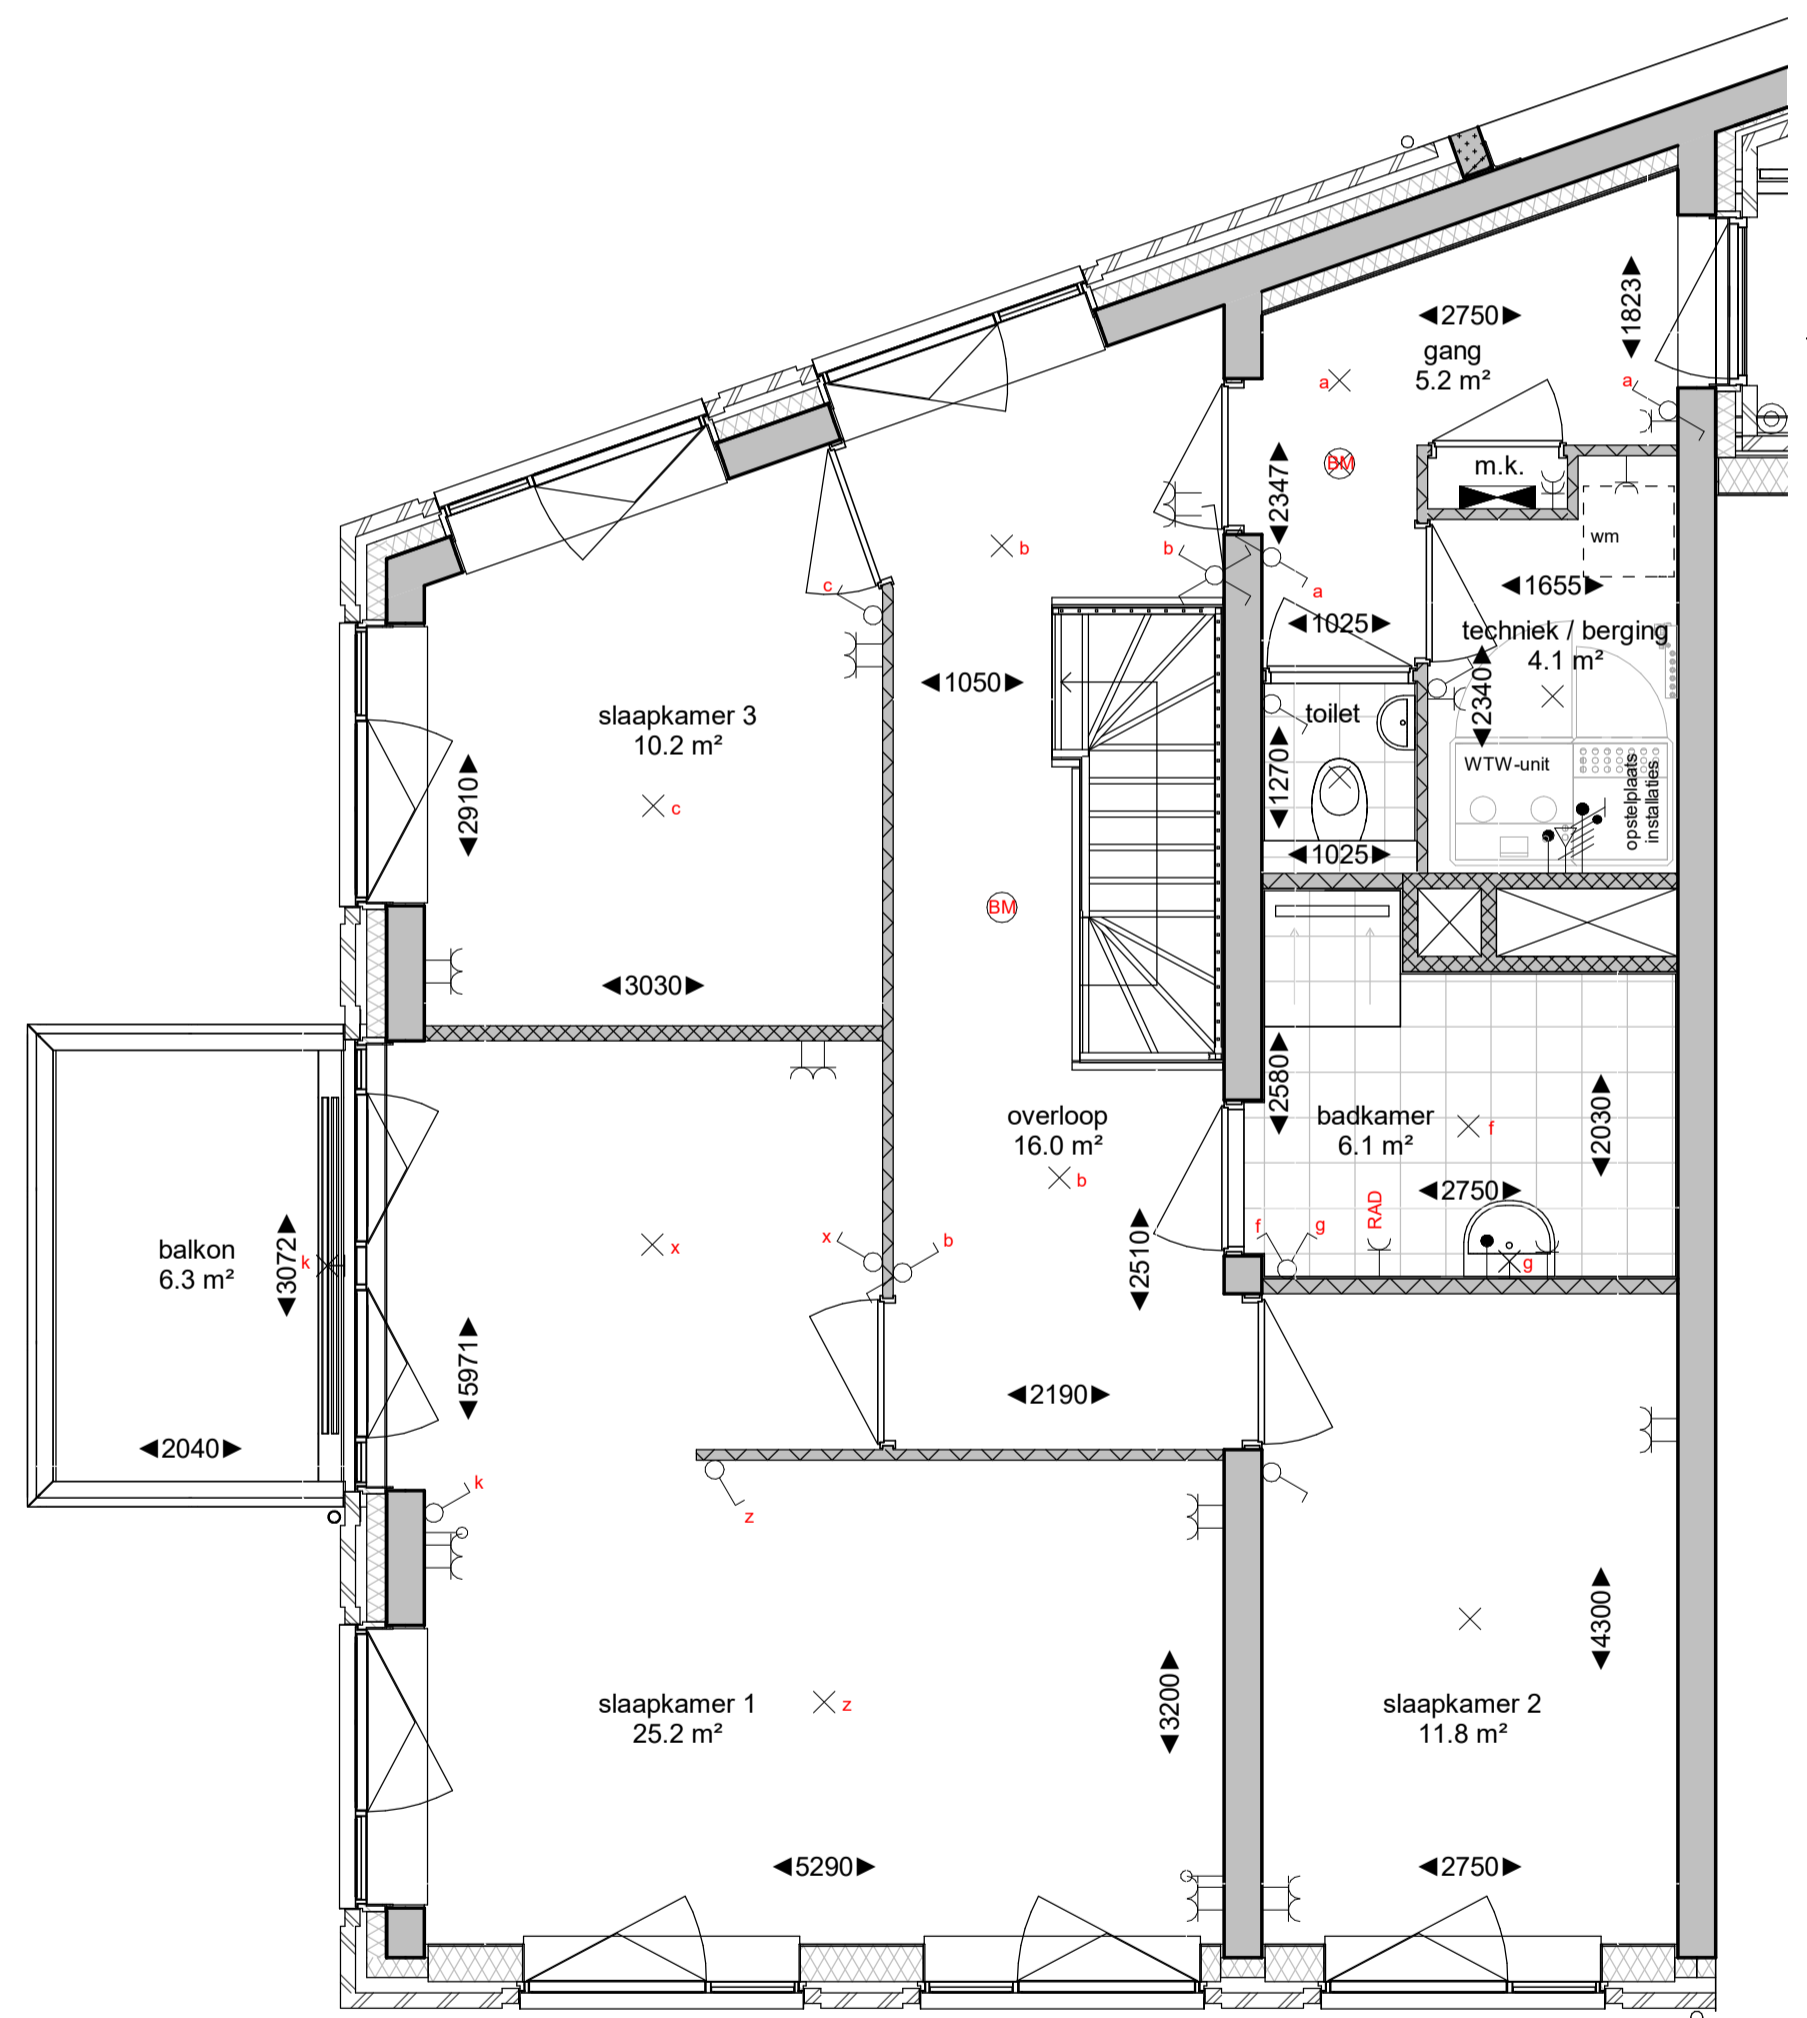 1823
2750
gang
5.2 m²
a
a
BM
m.k.
2347
wm
b
b
a
c
1655
1025
techniek / berging
4.1 m²
2340
1050
slaapkamer 3
10.2 m²
toilet
1270
WTW-unit
opstelplaats
installaties
2910
c
1025
BM
3030
2580
overloop
16.0 m²
badkamer
6.1 m²
f
2030
b
2750
RAD
f
g
x
b
x
balkon
6.3 m²
3072
k
2510
g
5971
2190
2040
k
z
4300
3200
slaapkamer 1
25.2 m²
z
slaapkamer 2
11.8 m²
5290
2750